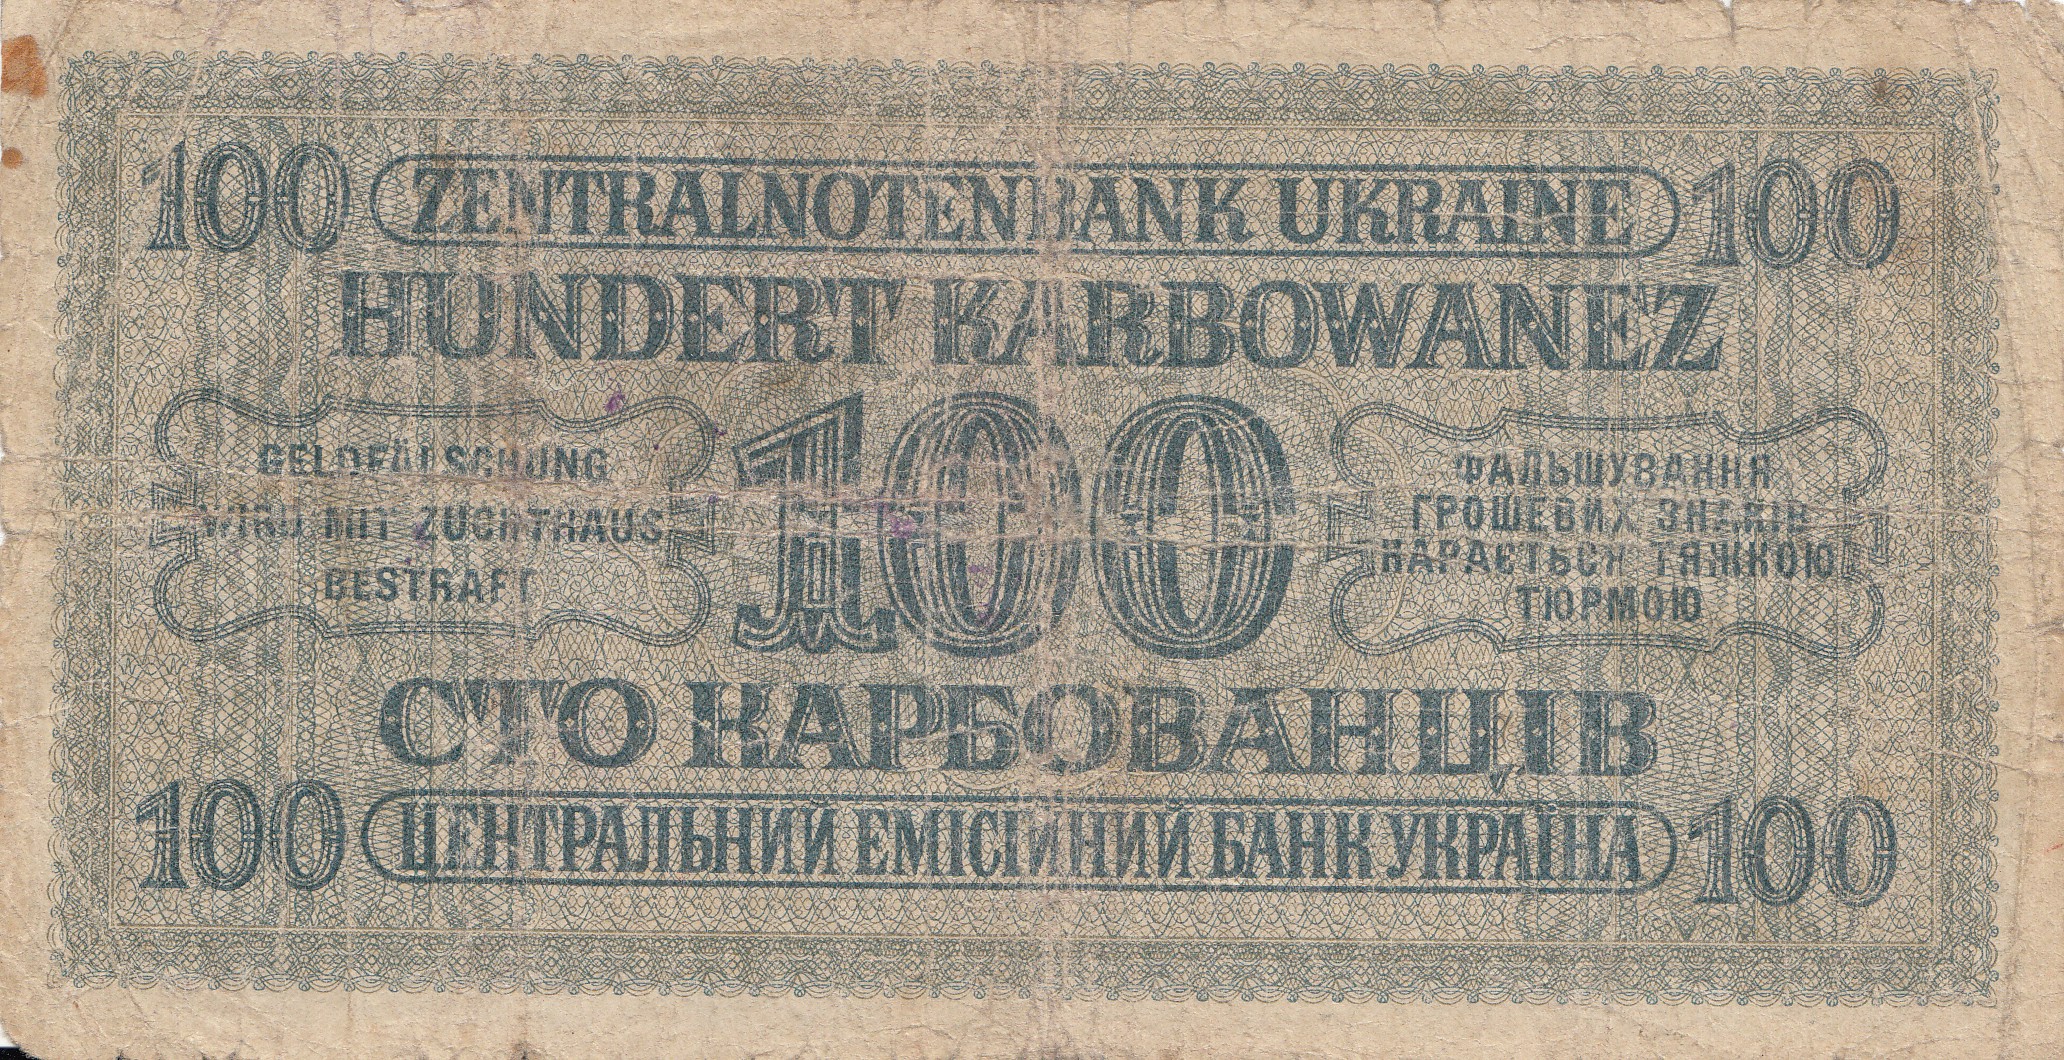 100 ZENTRALNOTENBANK UKRAINE 100
HUNDERT KARBOWANEZ
GELDFÄLSCHUNG
WIRD MIT ZUCHTHAUS
BESTRAFT
100
ФАЛЬШУВАННЯ
ГРОШЕВИХ ЗНАКІВ
КАРАЄТЬСЯ ТЯЖКОЮ
ТЮРМОЮ
СТО КАРБОВАНЦІВ
100 ЦЕНТРАЛЬНИЙ ЕМІСІЙНИЙ БАНК УКРАЇНА 100